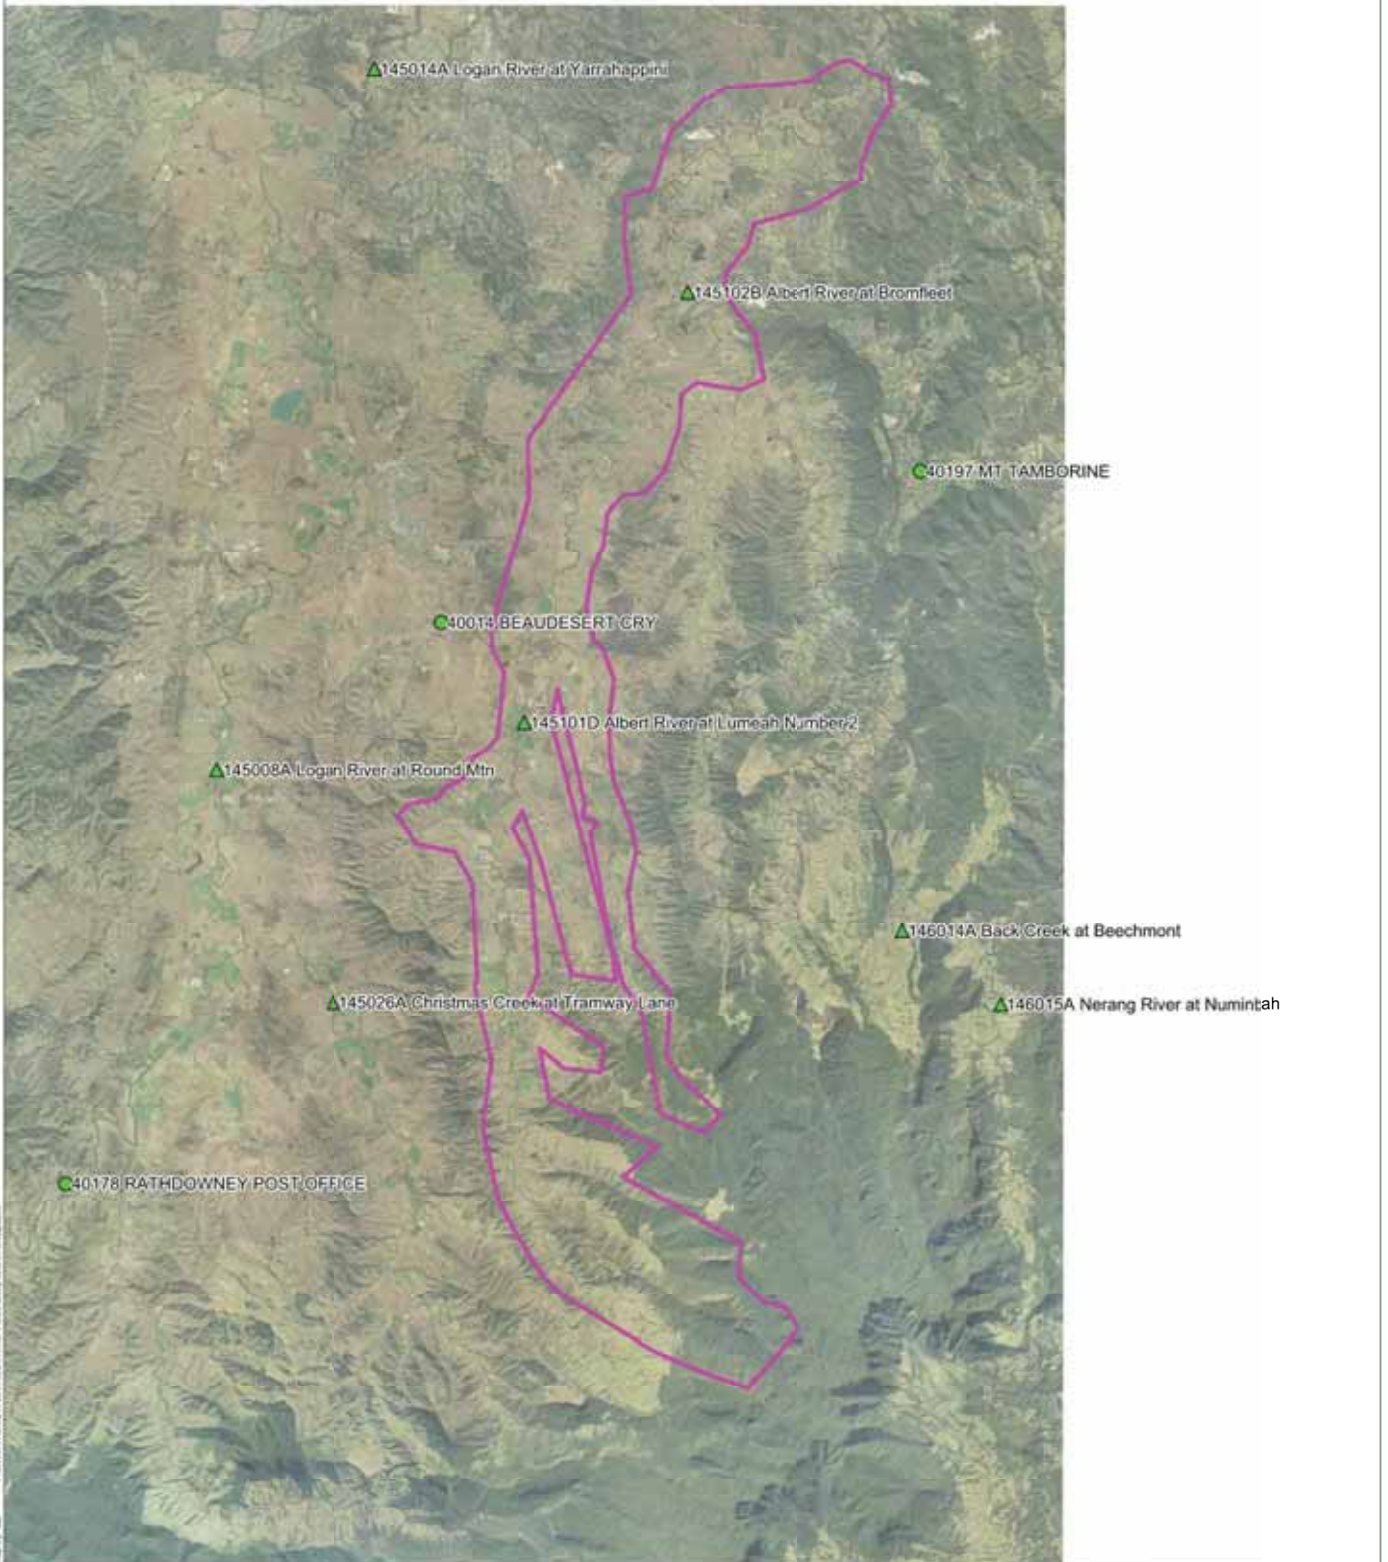 145014A Logan River at Yarrahappini
145102B Albert River at Bromfleet
40197 MT TAMBORINE
40014 BEAUDESERT CRY
145101D Albert River at Lumeah Number 2
145008A Logan River at Round Mtn
146014A Back Creek at Beechmont
145026A Christmas Creek at Tramway Lane
146015A Nerang River at Numinbah
40178 RATHDOWNEY POST OFFICE